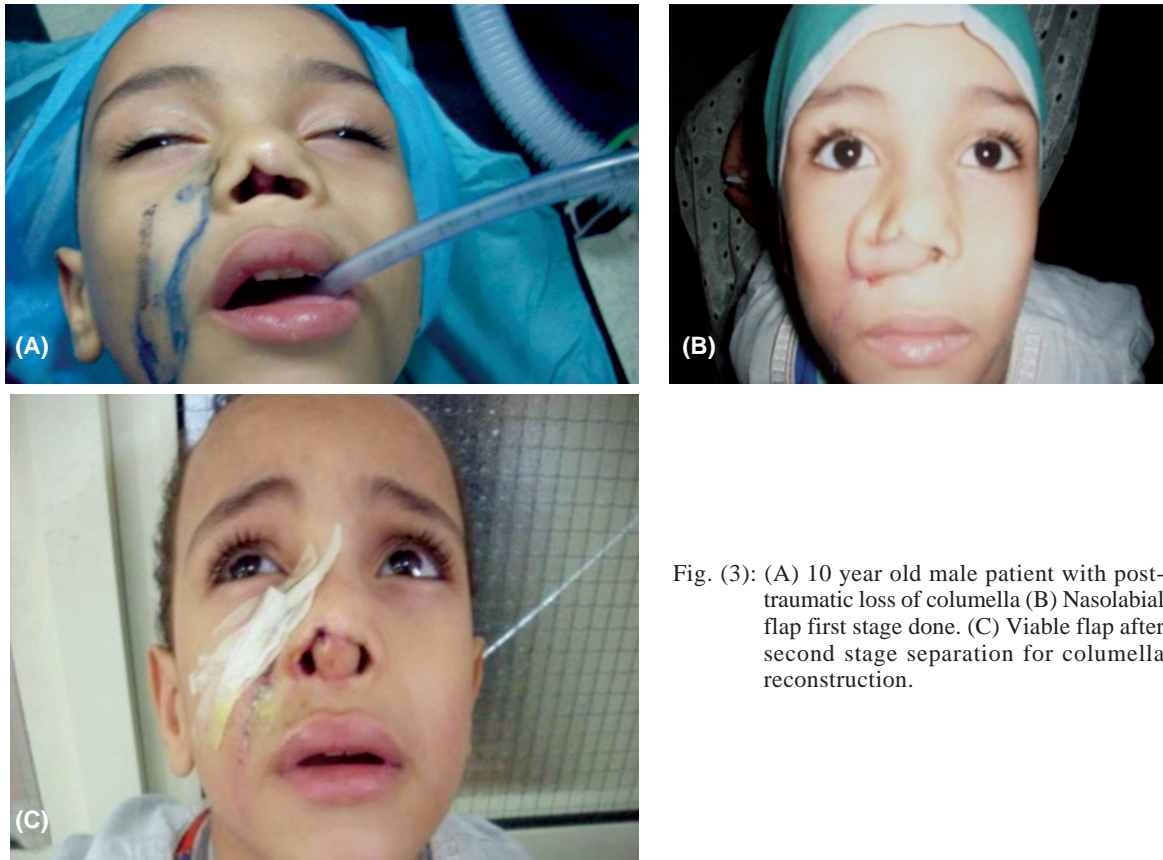 (A)
(B)
(C)
Fig. (3): (A) 10 year old male patient with post-
traumatic loss of columella (B) Nasolabial
flap first stage done. (C) Viable flap after
second stage separation for columella
reconstruction.